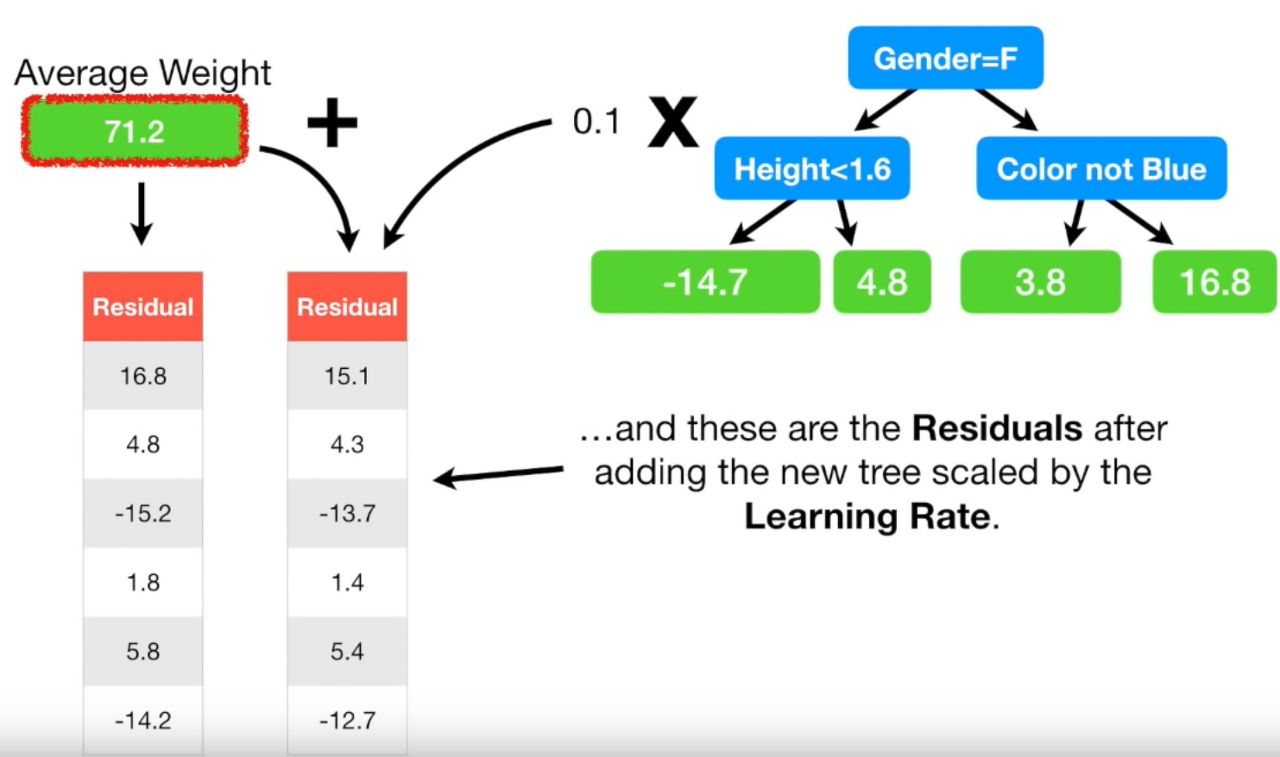 Average Weight
71.2
+
0.1 X
Gender=F
Height<1.6
Color not Blue
-14.7
4.8
3.8
16.8
Residual
16.8
4.8
-15.2
1.8
5.8
-14.2
Residual
15.1
4.3
-13.7
1.4
5.4
-12.7
...and these are the Residuals after
adding the new tree scaled by the
Learning Rate.